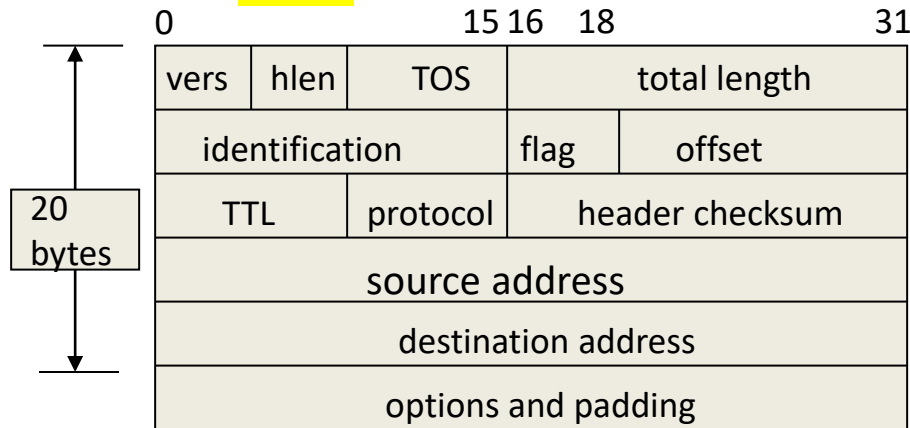 0 15 16 18 31
vers hlen TOS total length
identification flag offset
20 bytes
TTL protocol header checksum
source address
destination address
options and padding